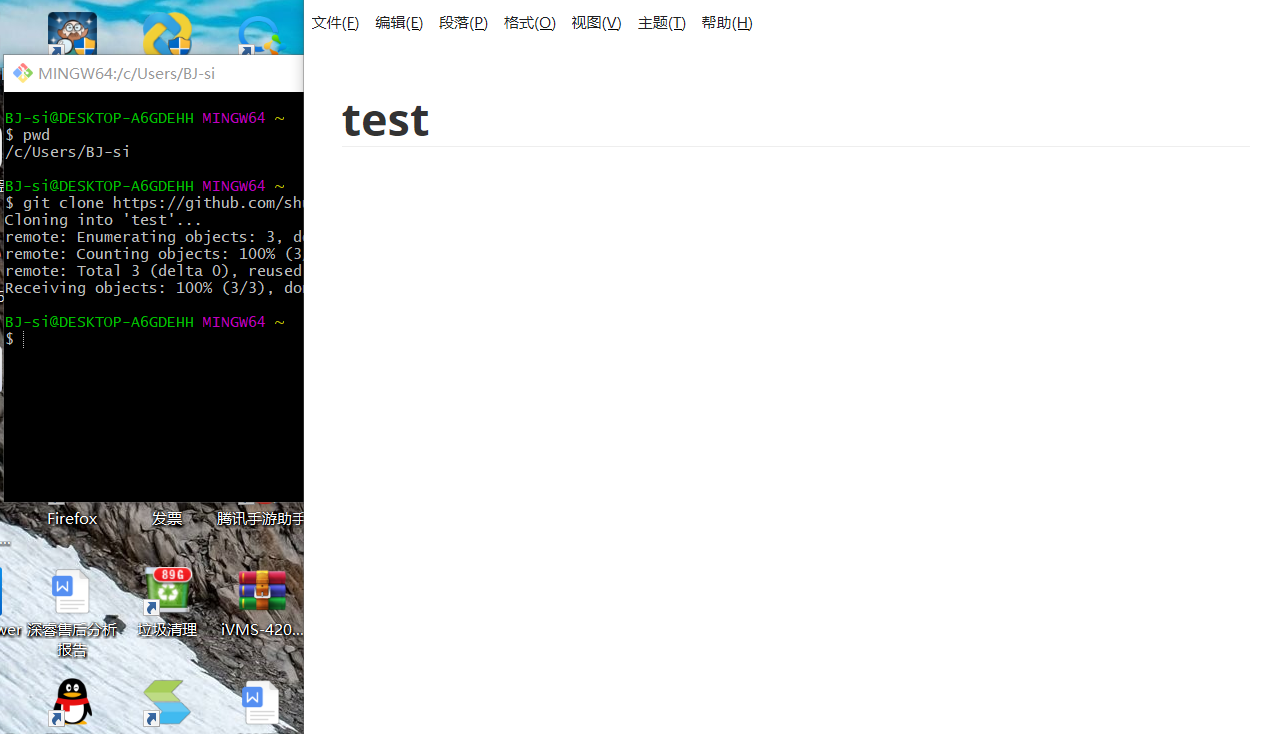 文件(F) 编辑(E) 段落(P) 格式(O) 视图(V) 主题(T) 帮助(H)
MINGW64:/c/Users/BJ-si
BJ-si@DESKTOP-A6GDEHH MINGW64 ~
$ pwd
/c/Users/BJ-si
BJ-si@DESKTOP-A6GDEHH MINGW64 ~
$ git clone https://github.com/sh
Cloning into 'test'...
remote: Enumerating objects: 3, d
remote: Counting objects: 100% (3
remote: Total 3 (delta 0), reused
Receiving objects: 100% (3/3), do
BJ-si@DESKTOP-A6GDEHH MINGW64 ~
$
test
Firefox
发票
腾讯手游助手
89G
wer
深睿售后分析
报告
垃圾清理
iVMS-420...